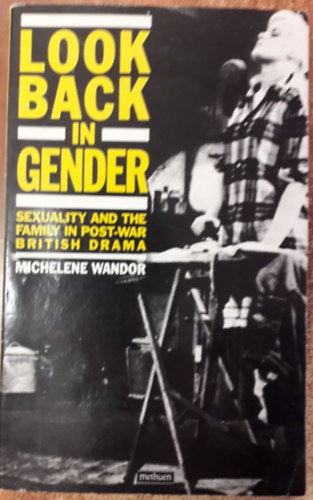 LOOK
BACK
IN
GENDER
SEXUALITY AND THE
FAMILY IN POST-WAR
BRITISH DRAMA
MICHELENE WANDOR
methuen